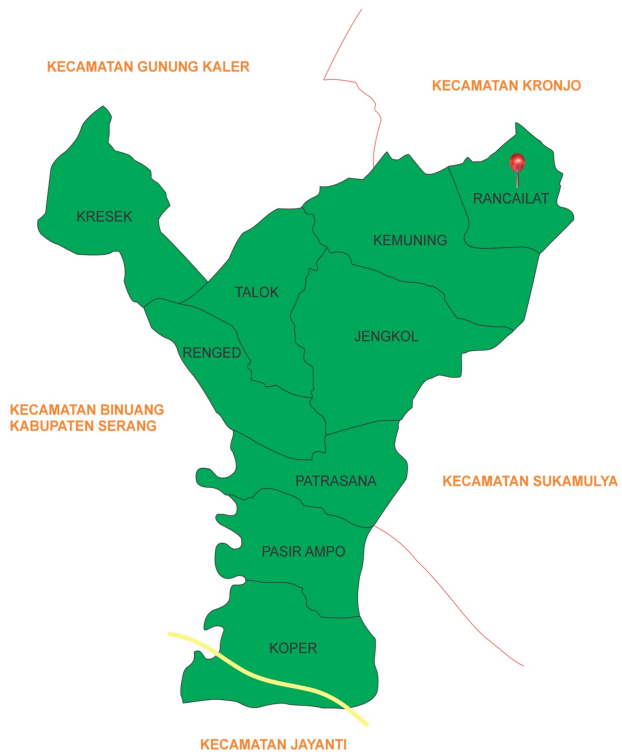 KECAMATAN GUNUNG KALER
KECAMATAN KRONJO
RANCAILAT
KRESEK
KEMUNING
TALOK
JENGKOL
RENGED
KECAMATAN BINUANG
KABUPATEN SERANG
PATRASANA
KECAMATAN SUKAMULYA
PASIR AMPO
KOPER
KECAMATAN JAYANTI